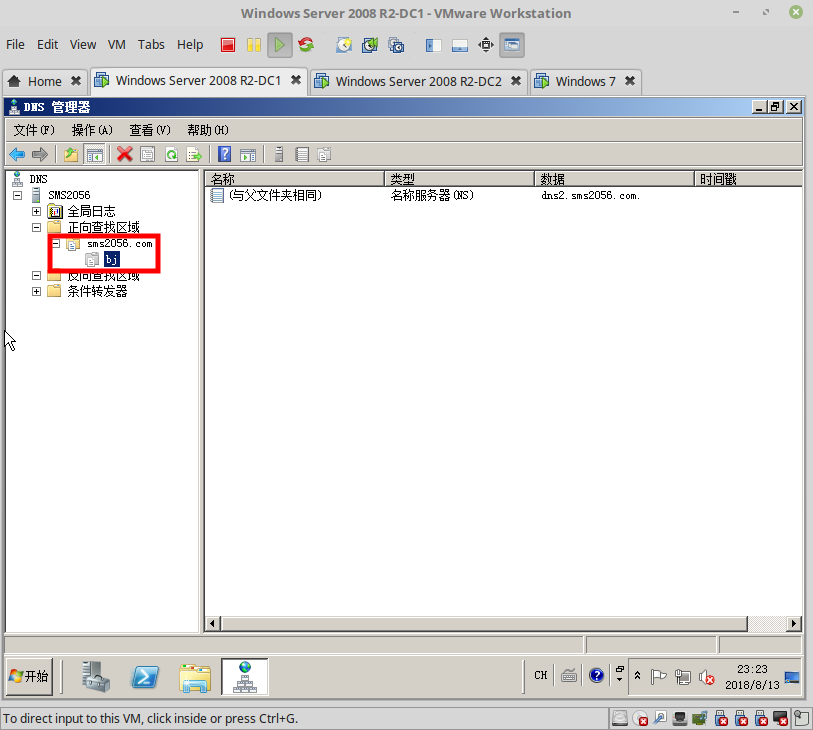 Windows Server 2008 R2-DC1 - VMware Workstation
File Edit View VM Tabs Help
Home Windows Server 2008 R2-DC1 Windows Server 2008 R2-DC2 Windows 7
DNS 管理器
文件(F) 操作(A) 查看(V) 帮助(H)
DNS
SMS2056
全局日志
正向查找区域
sms2056.com
bj
反向查找区域
条件转发器
名称 类型 数据 时间戳
(与父文件夹相同) 名称服务器(NS) dns2.sms2056.com.
开始
CH
23:23
2018/8/13
To direct input to this VM, click inside or press Ctrl+G.